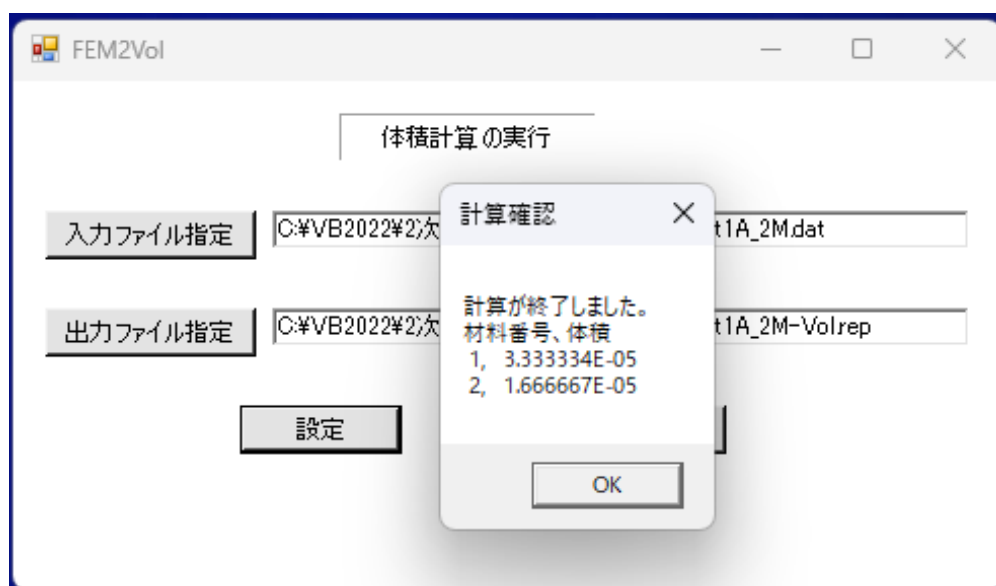 FEM2Vol
体積計算の実行
入力ファイル指定
C:¥VB2022¥2次
t1A_2M.dat
出力ファイル指定
C:¥VB2022¥2次
t1A_2M-Vol.rep
設定
計算確認
計算が終了しました。
材料番号、体積
1, 3.333334E-05
2, 1.666667E-05
OK